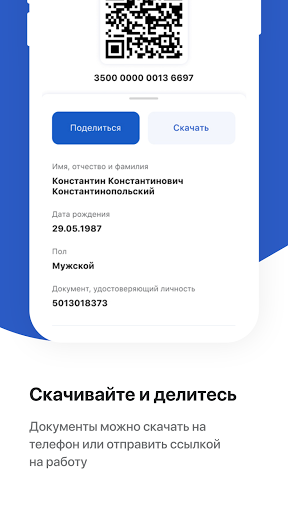 3500 0000 0013 6697
Поделиться
Скачать
Имя, отчество и фамилия
Константин Константинович
Константинопольский
Дата рождения
29.05.1987
Пол
Мужской
Документ, удостоверяющий личность
5013018373
Скачивайте и делитесь
Документы можно скачать на
телефон или отправить ссылкой
на работу